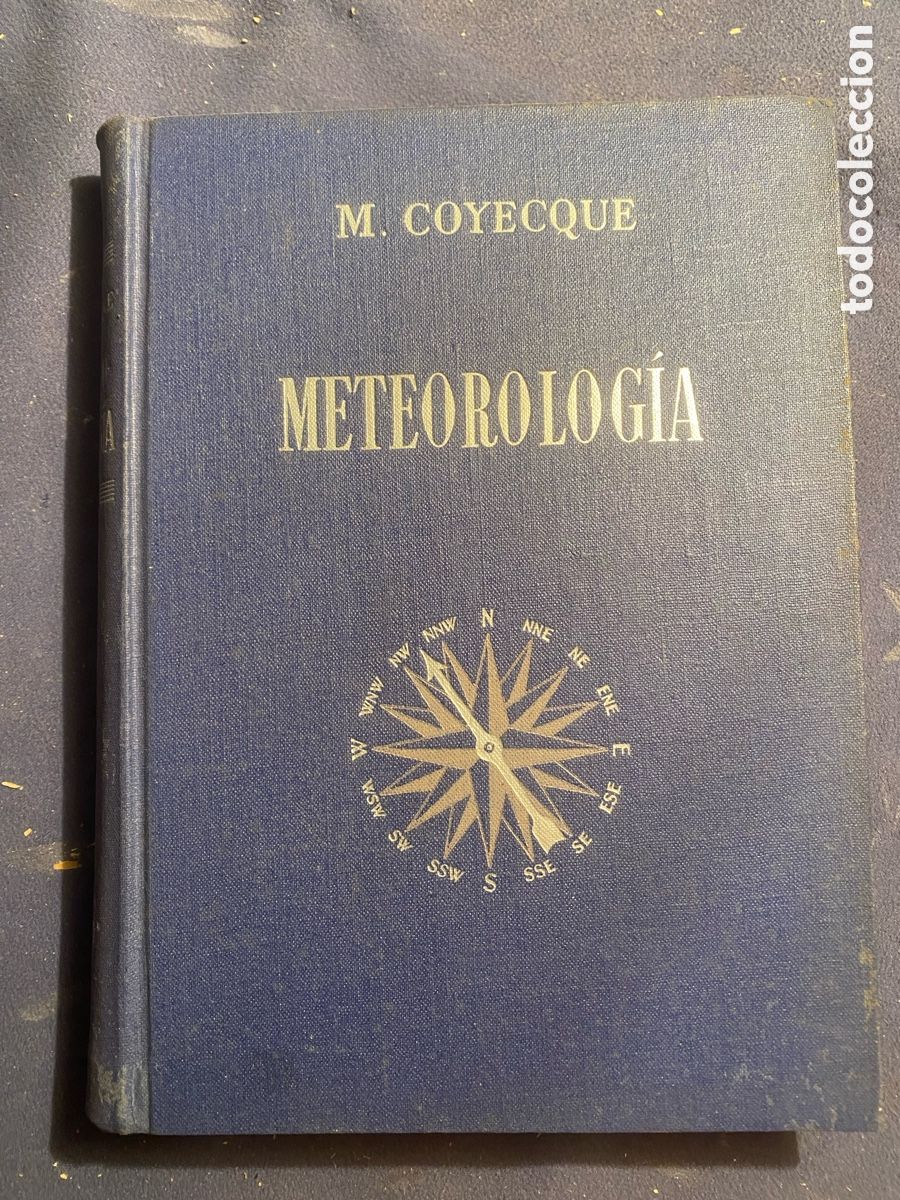 M. COYECQUE
METEOROLOGÍA
N
NNE
NE
ENE
E
ESE
SE
SSE
S
SSW
SW
WSW
W
WNW
NW
NNW
A
todocoleccion